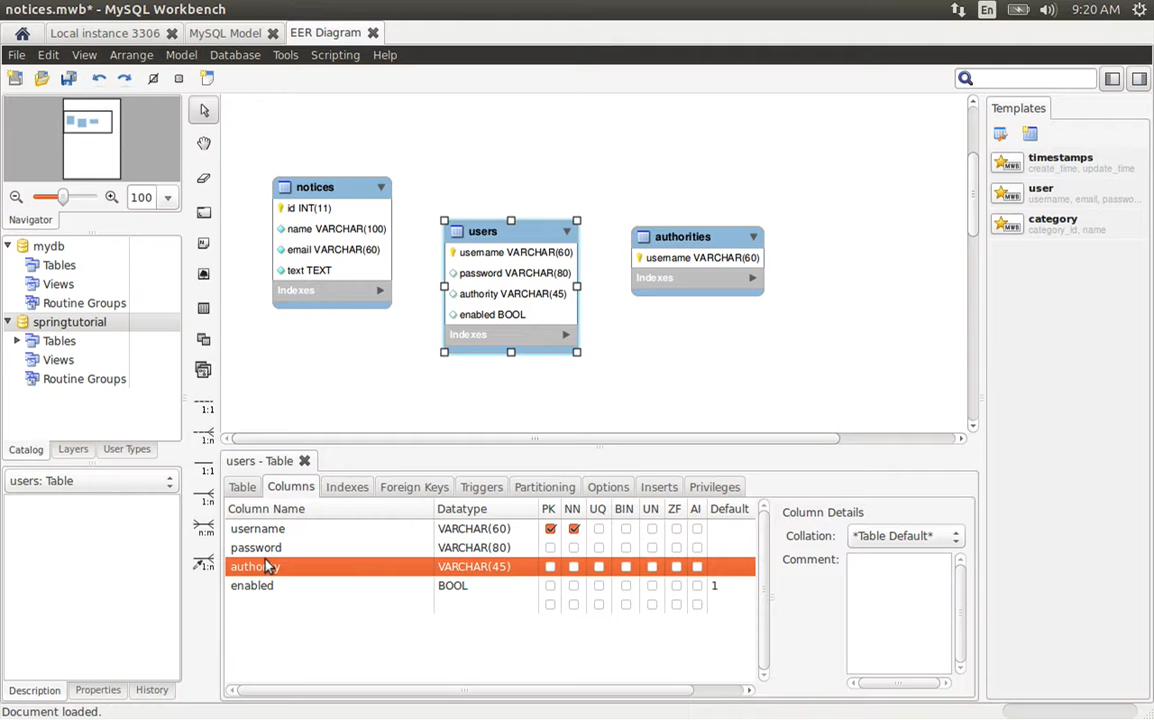 notices.mwb* - MySQL Workbench
En
9:20 AM
Local instance 3306
MySQL Model
EER Diagram
File Edit View Arrange Model Database Tools Scripting Help
100
Navigator
mydb
Tables
Views
Routine Groups
springtutorial
Tables
Views
Routine Groups
Catalog Layers User Types
users: Table
Description Properties History
Document loaded.
1:1
1:n
1:1
1:n
n:m
1:n
notices
id INT(11)
name VARCHAR(100)
email VARCHAR(60)
text TEXT
Indexes
users
username VARCHAR(60)
password VARCHAR(80)
authority VARCHAR(45)
enabled BOOL
Indexes
authorities
username VARCHAR(60)
Indexes
Templates
MWB
timestamps
create_time, update_time
MWB
user
username, email, passwo...
MWB
category
category_id, name
users - Table
Table Columns Indexes Foreign Keys Triggers Partitioning Options Inserts Privileges
Column Name Datatype PK NN UQ BIN UN ZF AI Default
username VARCHAR(60)
password VARCHAR(80)
authority VARCHAR(45)
enabled BOOL 1
Column Details
Collation: *Table Default*
Comment: